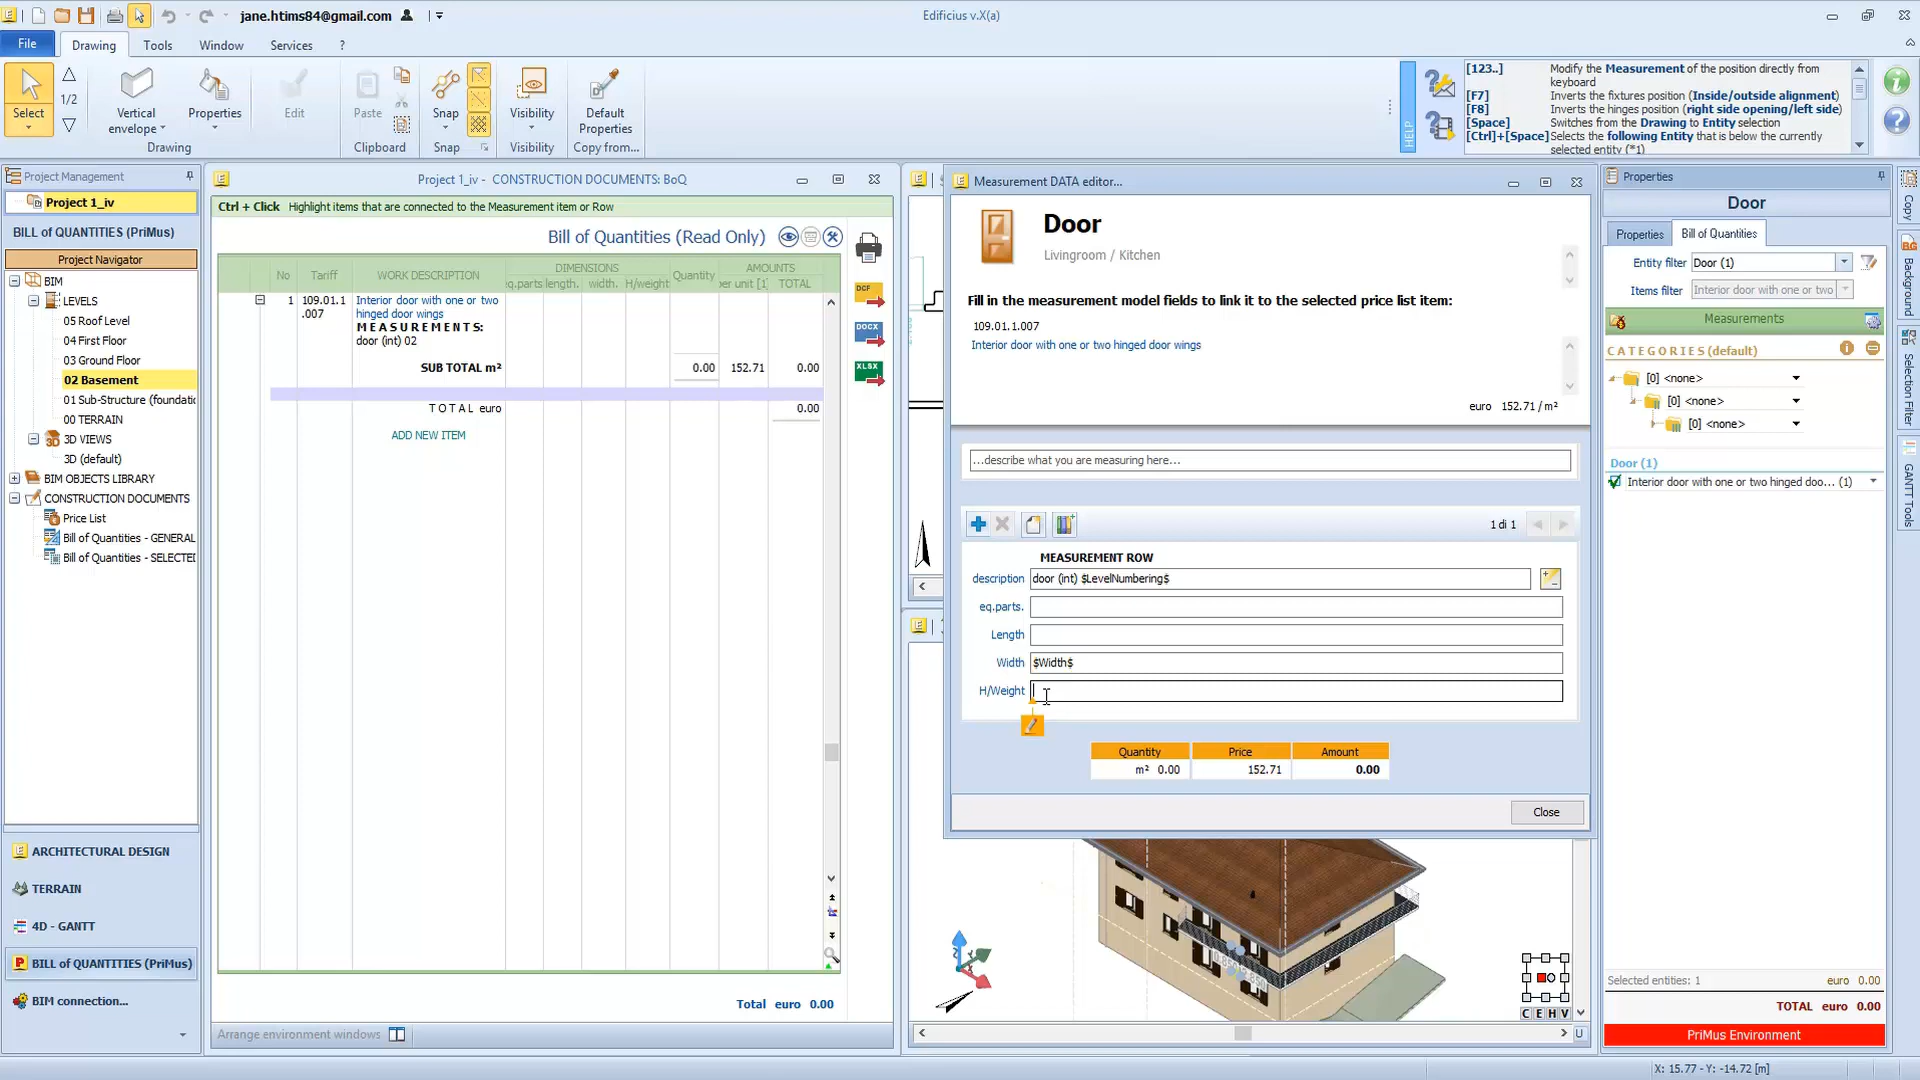 jane.htims84@gmail.com
Edificius v.X(a)
File
Drawing
Tools
Window
Services
?
Select
1/2
Vertical
envelope
Properties
Edit
Drawing
Paste
Clipboard
Snap
Snap
Visibility
Visibility
Default
Properties
Copy from...
HELP
[123..] Modify the Measurement of the position directly from
keyboard
[F7] Inverts the fixtures position (Inside/outside alignment)
[F8] Inverts the hinges position (right side opening/left side)
[Space] Switches from the Drawing to Entity selection
[Ctrl]+[Space] Selects the following Entity that is below the currently
selected entity (*1)
Project Management
Project 1_iv
BILL of QUANTITIES (PriMus)
Project Navigator
BIM
LEVELS
05 Roof Level
04 First Floor
03 Ground Floor
02 Basement
01 Sub-Structure (foundatio
00 TERRAIN
3D VIEWS
3D (default)
BIM OBJECTS LIBRARY
CONSTRUCTION DOCUMENTS
Price List
Bill of Quantities - GENERAL
Bill of Quantities - SELECTED
ARCHITECTURAL DESIGN
TERRAIN
4D - GANTT
BILL of QUANTITIES (PriMus)
BIM connection...
Project 1_iv - CONSTRUCTION DOCUMENTS: BoQ
Ctrl + Click Highlight items that are connected to the Measurement item or Row
Bill of Quantities (Read Only)
No Tariff WORK DESCRIPTION DIMENSIONS Quantity AMOUNTS
eq.parts length. width. H/weight per unit [1] TOTAL
1 109.01.1 Interior door with one or two
.007 hinged door wings
MEASUREMENTS:
door (int) 02
SUB TOTAL m² 0.00 152.71 0.00
TOTAL euro 0.00
ADD NEW ITEM
Total euro 0.00
Arrange environment windows
DCF
DOCX
XLSX
Measurement DATA editor...
Door
Livingroom / Kitchen
Fill in the measurement model fields to link it to the selected price list item:
109.01.1.007
Interior door with one or two hinged door wings
euro 152.71 / m²
...describe what you are measuring here...
1 di 1
MEASUREMENT ROW
description door (int) $LevelNumbering$
eq.parts.
Length
Width $Width$
H/Weight
Quantity Price Amount
m² 0.00 152.71 0.00
Close
C E H V
U
Properties
Door
Properties
Bill of Quantities
Entity filter Door (1)
Items filter Interior door with one or two
Measurements
CATEGORIES (default)
[0] <none>
[0] <none>
[0] <none>
Door (1)
Interior door with one or two hinged doo... (1)
Selected entities: 1 euro 0.00
TOTAL euro 0.00
PriMus Environment
Copy
Background
Selection Filter
GANTT Tools
X: 15.77 - Y: -14.72 [m]